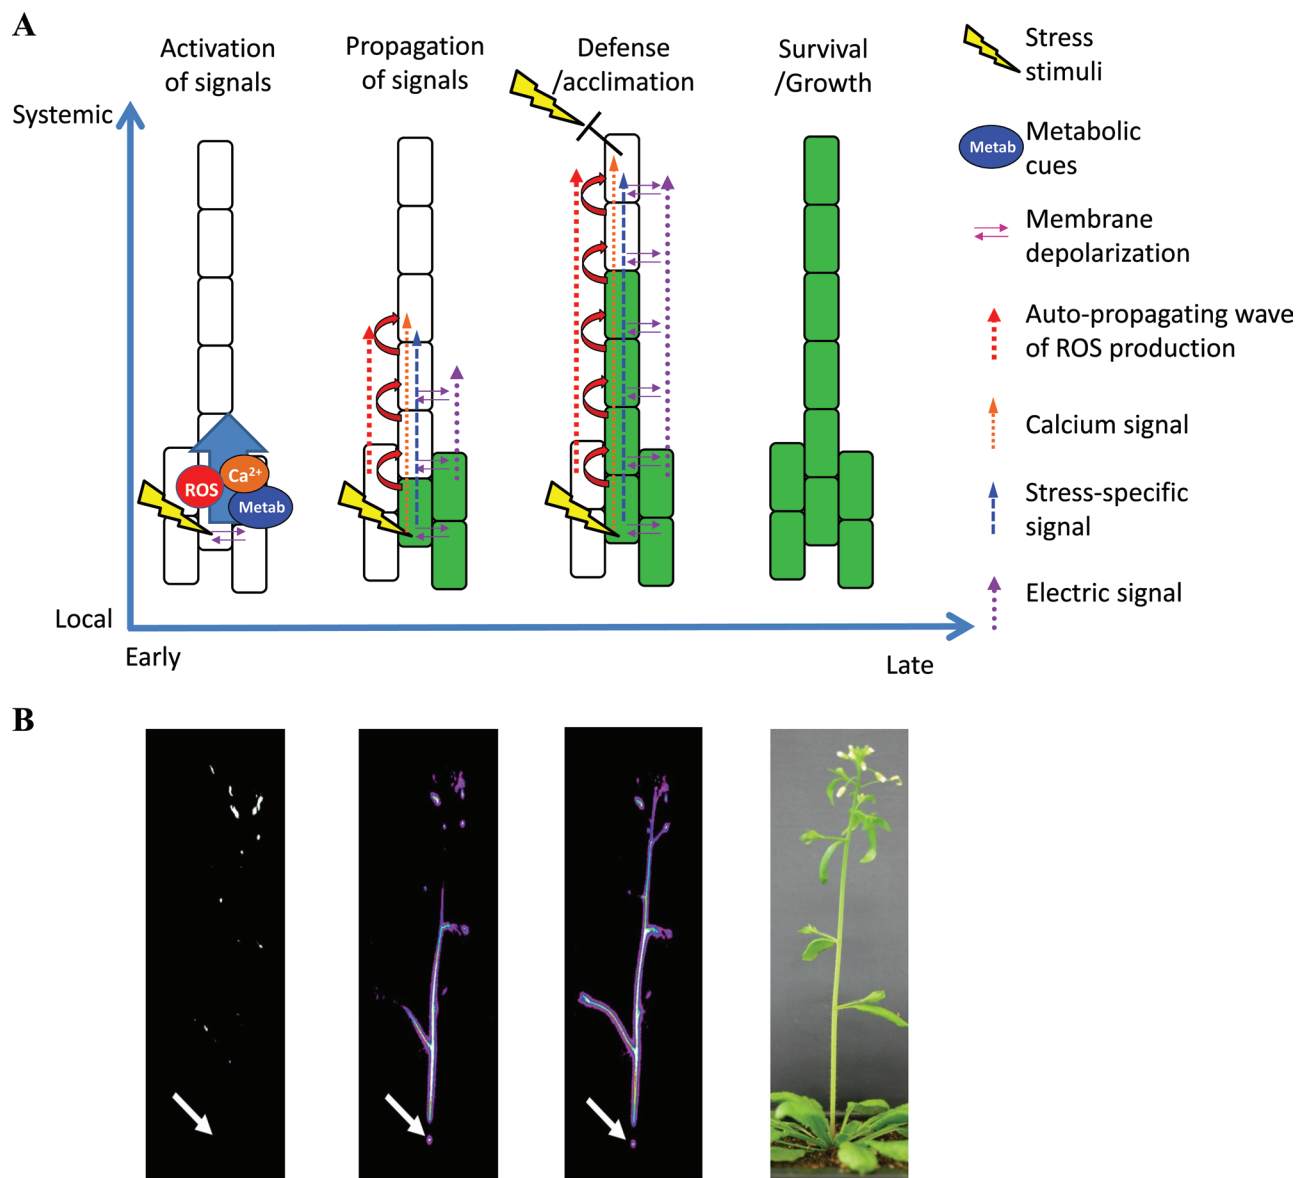 A
Activation
of signals
Propagation
of signals
Defense
/acclimation
Survival
/Growth
Systemic
Local
Early
Late
ROS
Ca²⁺
Metab
Stress
stimuli
Metab
Metabolic
cues
Membrane
depolarization
Auto-propagating wave
of ROS production
Calcium signal
Stress-specific
signal
Electric signal
B